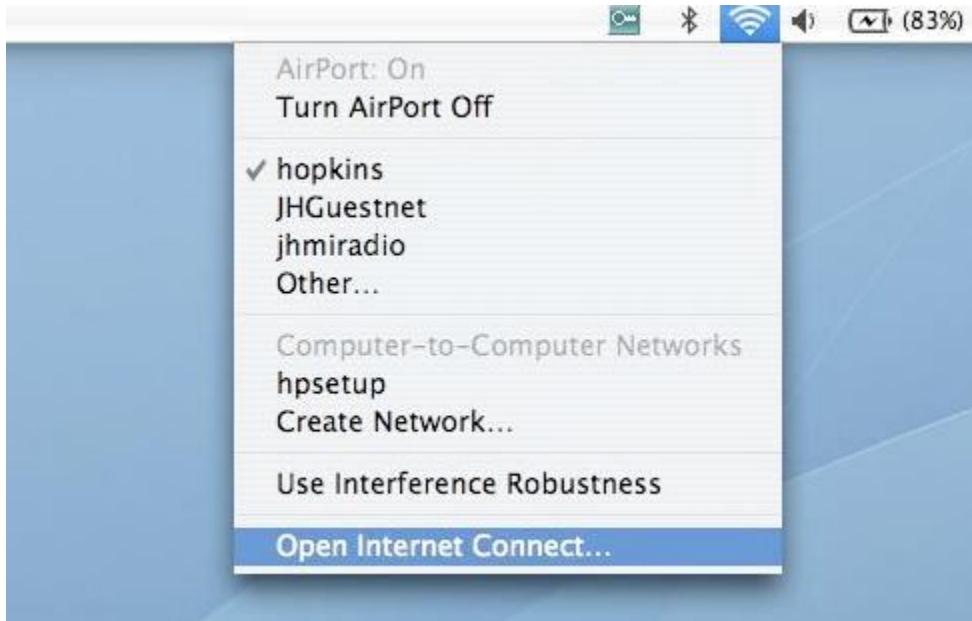 (83%)
AirPort: On
Turn AirPort Off
hopkins
JHGuestnet
jhmiradio
Other...
Computer-to-Computer Networks
hpsetup
Create Network...
Use Interference Robustness
Open Internet Connect...